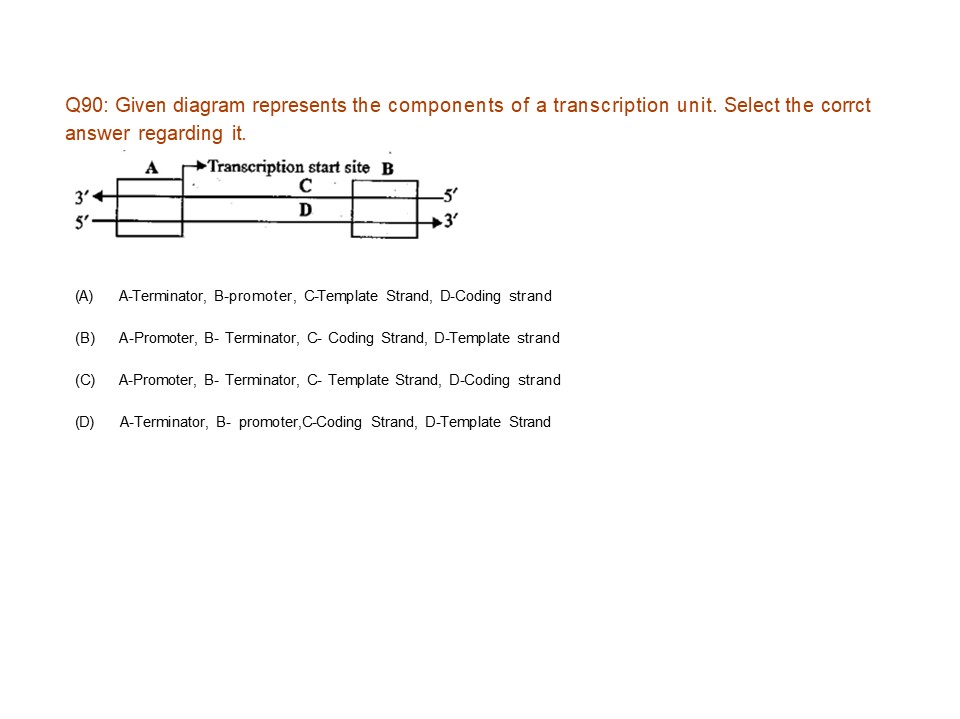 Q90: Given diagram represents the components of a transcription unit. Select the corrct
answer regarding it.
A Transcription start site B
C
3′ 5′
D
5′ 3′
(A) A-Terminator, B-promoter, C-Template Strand, D-Coding strand
(B) A-Promoter, B- Terminator, C- Coding Strand, D-Template strand
(C) A-Promoter, B- Terminator, C- Template Strand, D-Coding strand
(D) A-Terminator, B- promoter,C-Coding Strand, D-Template Strand